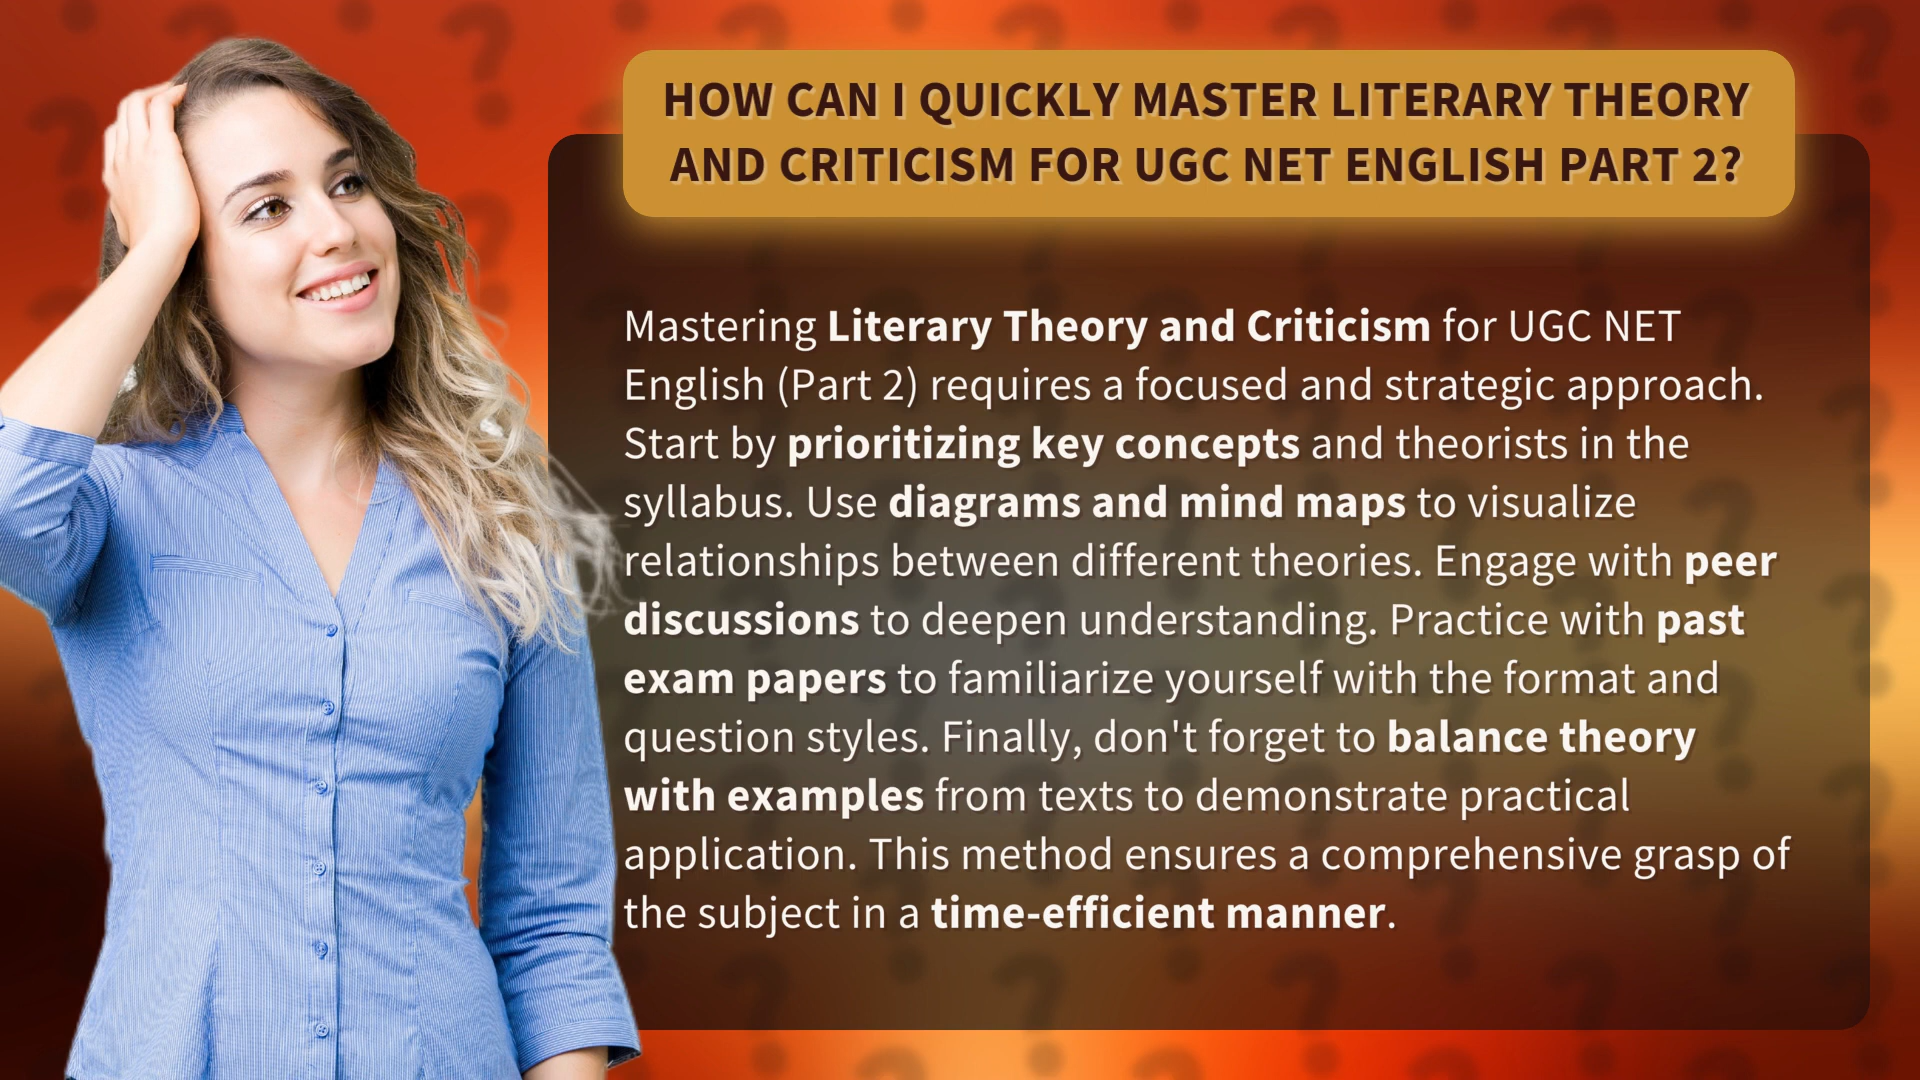 HOW CAN I QUICKLY MASTER LITERARY THEORY
AND CRITICISM FOR UGC NET ENGLISH PART 2?
Mastering Literary Theory and Criticism for UGC NET
English (Part 2) requires a focused and strategic approach.
Start by prioritizing key concepts and theorists in the
syllabus. Use diagrams and mind maps to visualize
relationships between different theories. Engage with peer
discussions to deepen understanding. Practice with past
exam papers to familiarize yourself with the format and
question styles. Finally, don't forget to balance theory
with examples from texts to demonstrate practical
application. This method ensures a comprehensive grasp of
the subject in a time-efficient manner.